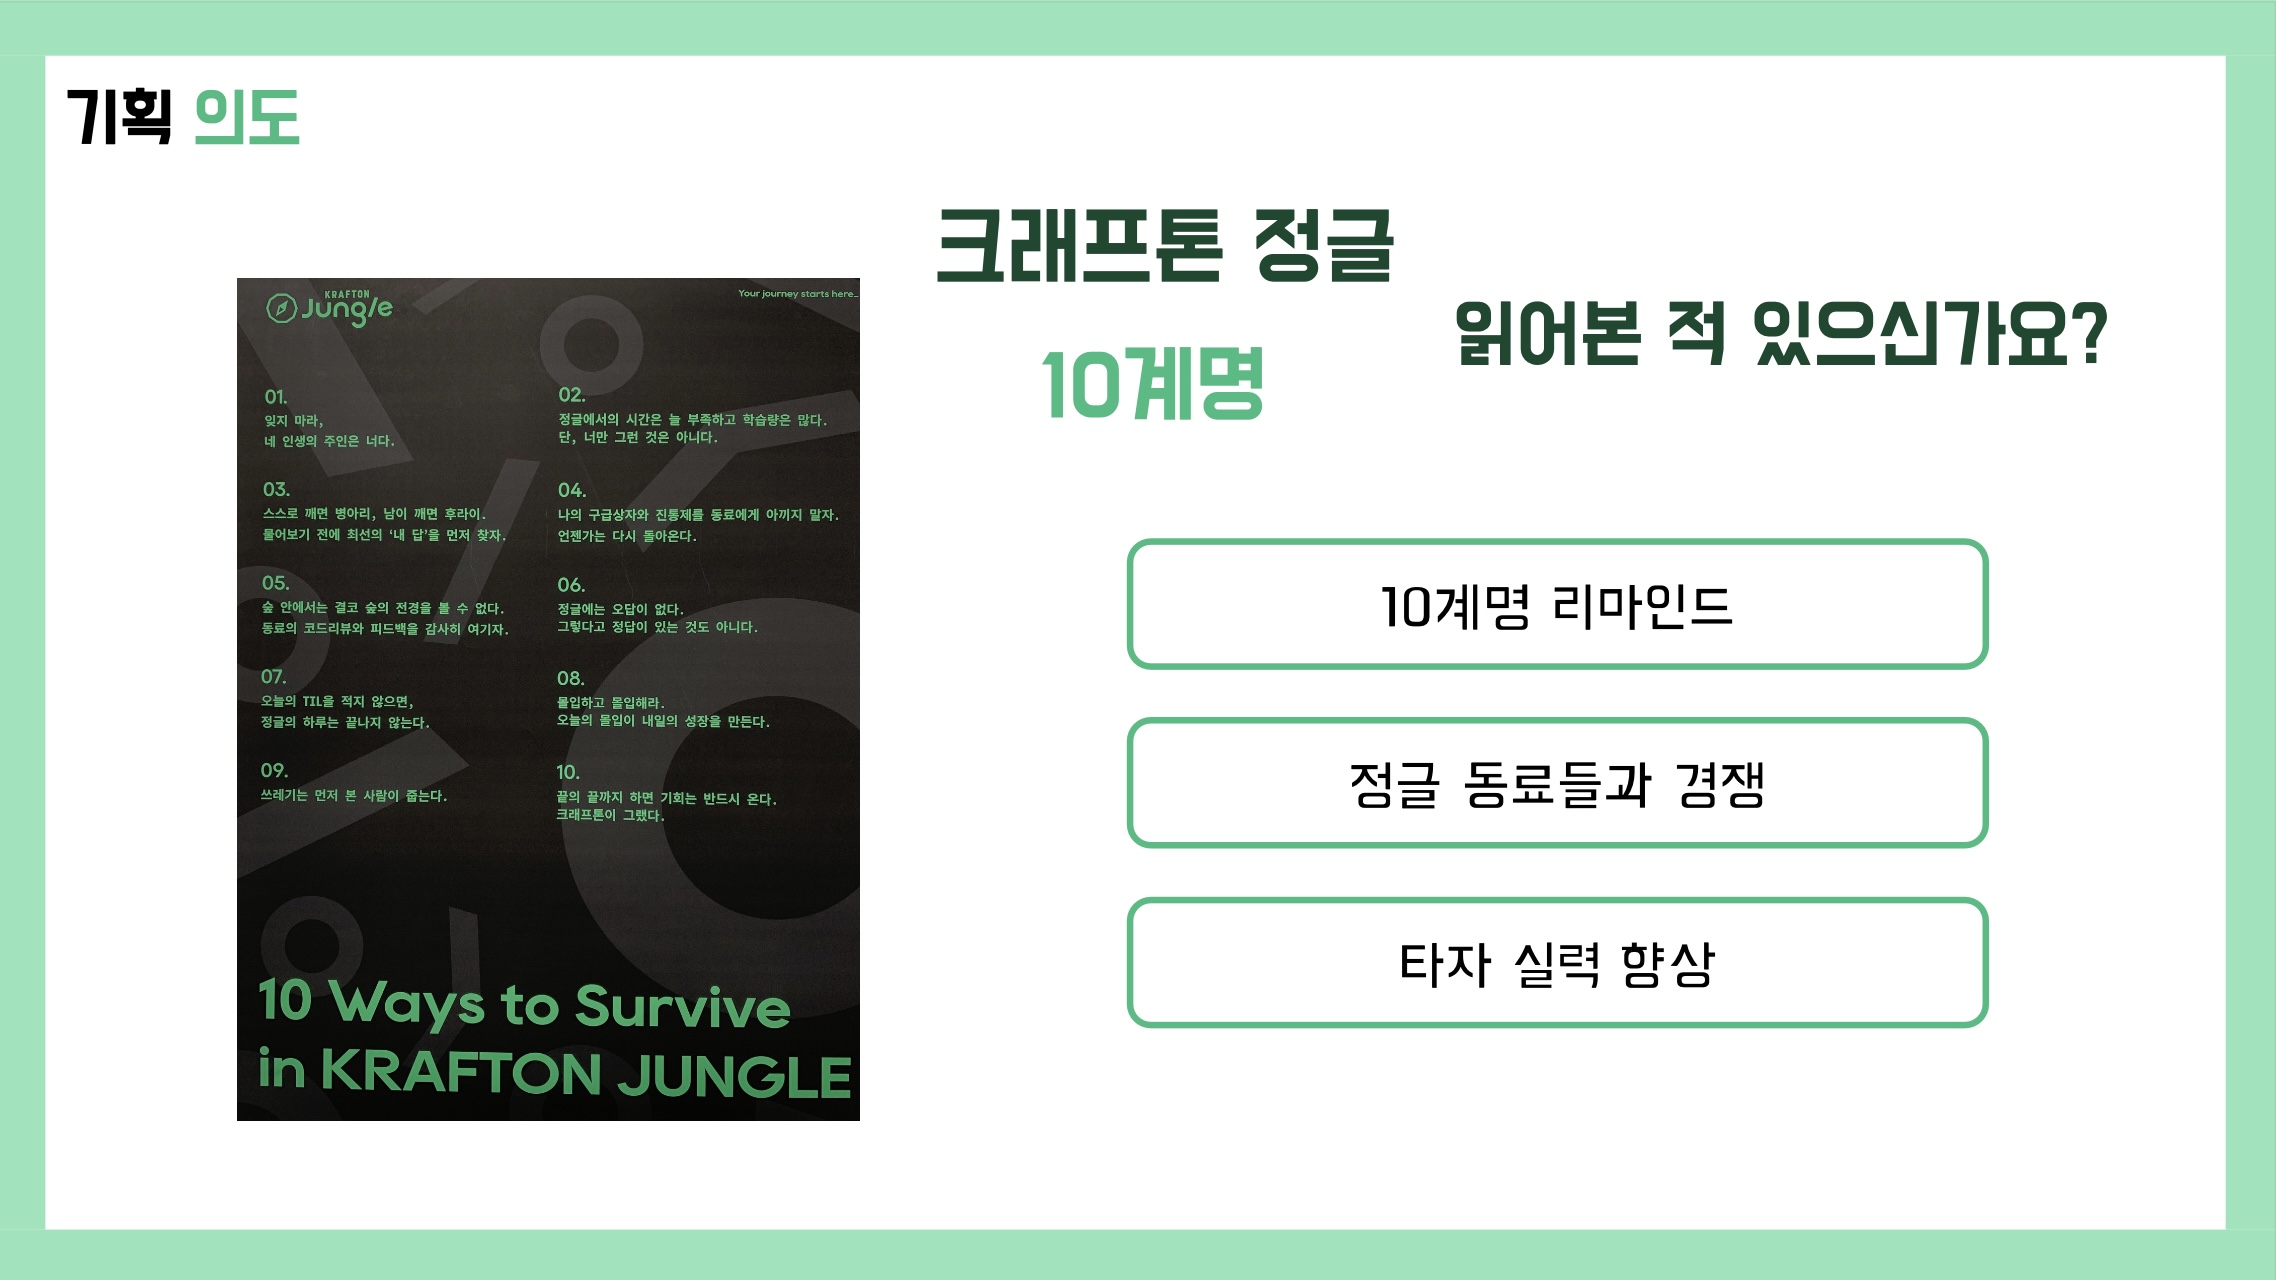 기획 의도
크래프톤 정글
10계명
읽어본 적 있으신가요?
KRAFTON
Jungle
Your journey starts here_
01.
잊지 마라,
네 인생의 주인은 너다.
02.
정글에서의 시간은 늘 부족하고 학습량은 많다.
단, 너만 그런 것은 아니다.
03.
스스로 깨면 병아리, 남이 깨면 후라이.
물어보기 전에 최선의 ‘내 답’을 먼저 찾자.
04.
나의 구급상자와 진통제를 동료에게 아끼지 말자.
언젠가는 다시 돌아온다.
05.
숲 안에서는 결코 숲의 전경을 볼 수 없다.
동료의 코드리뷰와 피드백을 감사히 여기자.
06.
정글에는 오답이 없다.
그렇다고 정답이 있는 것도 아니다.
07.
오늘의 TIL을 적지 않으면,
정글의 하루는 끝나지 않는다.
08.
몰입하고 몰입해라.
오늘의 몰입이 내일의 성장을 만든다.
09.
쓰레기는 먼저 본 사람이 줍는다.
10.
끝의 끝까지 하면 기회는 반드시 온다.
크래프톤이 그랬다.
10 Ways to Survive
in KRAFTON JUNGLE
10계명 리마인드
정글 동료들과 경쟁
타자 실력 향상